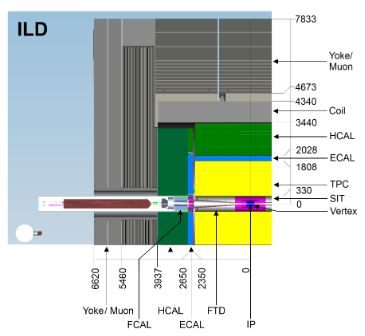 ILD
7833
Yoke/
Muon
4673
4340
Coil
3440
HCAL
2028
ECAL
1808
TPC
330
SIT
0
Vertex
6620
5460
3937
2650
2350
0
Yoke/ Muon
HCAL
FTD
FCAL
ECAL
IP